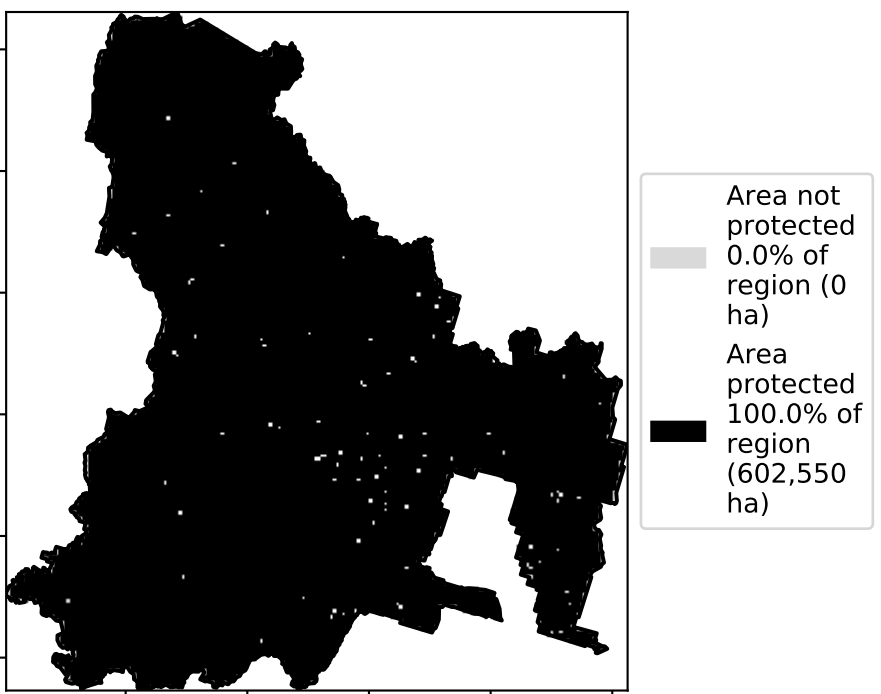 Area not
protected
0.0% of
region (0
ha)
Area
protected
100.0% of
region
(602,550
ha)